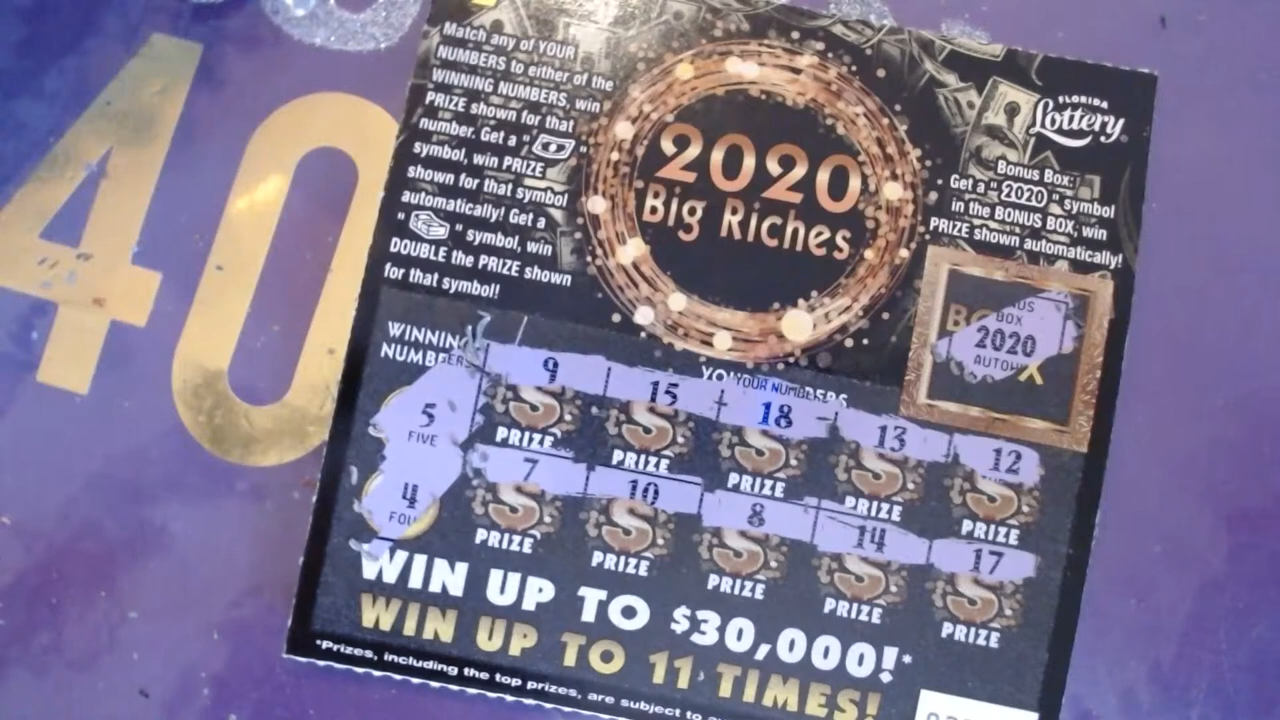 40
Match any of YOUR
NUMBERS to either of the
WINNING NUMBERS, win
PRIZE shown for that
number. Get a " "
symbol, win PRIZE
shown for that symbol
automatically! Get a
" " symbol, win
DOUBLE the PRIZE shown
for that symbol!
2020
Big Riches
FLORIDA
Lottery
Bonus Box:
Get a "2020" symbol
in the BONUS BOX, win
PRIZE shown automatically!
BOX
2020
WINNING
NUMBERS
YOUR NUMBERS
5
FIVE
4
9 15 18 13 12
PRIZE PRIZE PRIZE PRIZE PRIZE
7 10 8 14 17
PRIZE PRIZE PRIZE PRIZE PRIZE
WIN UP TO $30,000!*
WIN UP TO 11 TIMES!
*Prizes, including the top prizes, are subject to